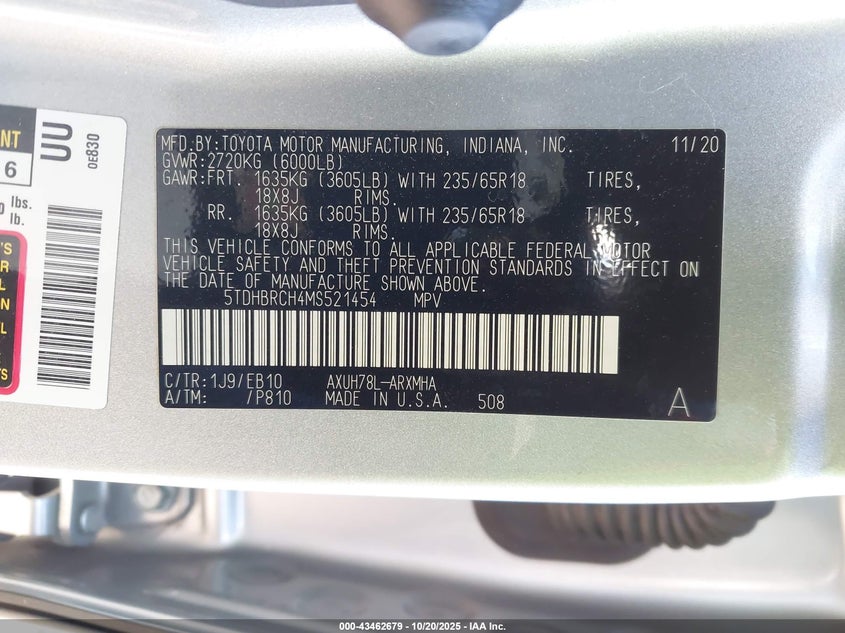 NT
6
UU
0E830
lbs.
lb.
MFD.BY:TOYOTA MOTOR MANUFACTURING, INDIANA, INC. 11/20
GVWR:2720KG (6000LB)
GAWR:FRT. 1635KG (3605LB) WITH 235/65R18 TIRES,
18X8J RIMS.
RR. 1635KG (3605LB) WITH 235/65R18 TIRES,
18X8J RIMS.
THIS VEHICLE CONFORMS TO ALL APPLICABLE FEDERAL MOTOR
VEHICLE SAFETY AND THEFT PREVENTION STANDARDS IN EFFECT ON
THE DATE OF MANUFACTURE SHOWN ABOVE.
5TDHBRCH4MS521454 MPV
C/TR:1J9/EB10 AXUH78L-ARXMHA
A/TM: /P810 MADE IN U.S.A. 508
A
000-43462679 - 10/20/2025 - IAA Inc.